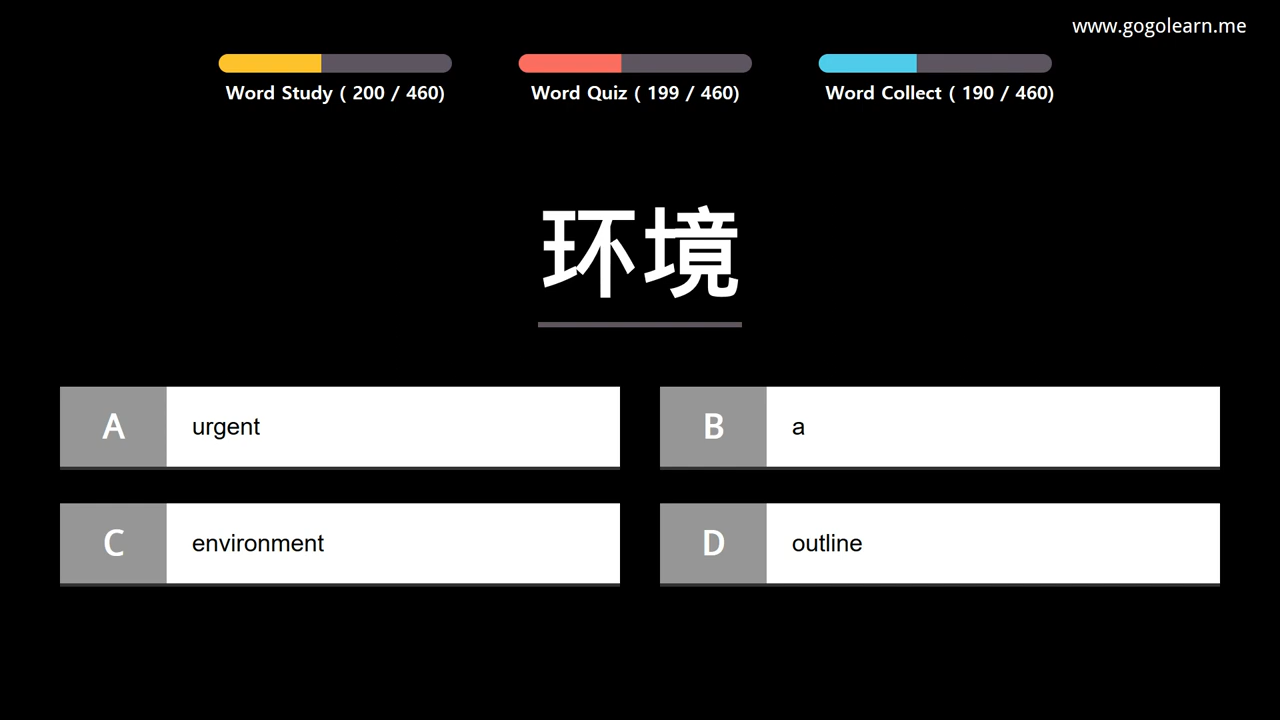 www.gogolearn.me
Word Study ( 200 / 460)
Word Quiz ( 199 / 460)
Word Collect ( 190 / 460)
环境
A urgent
B a
C environment
D outline